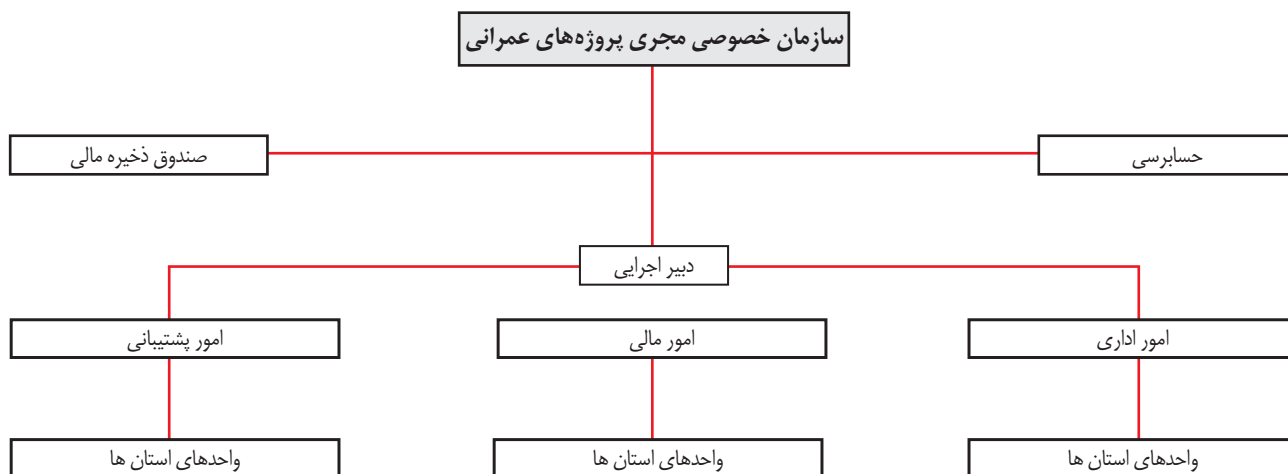 سازمان خصوصی مجری پروژه‌های عمرانی
حسابرسی
صندوق ذخیره مالی
دبیر اجرایی
امور اداری
امور مالی
امور پشتیبانی
واحدهای استان ها
واحدهای استان ها
واحدهای استان ها